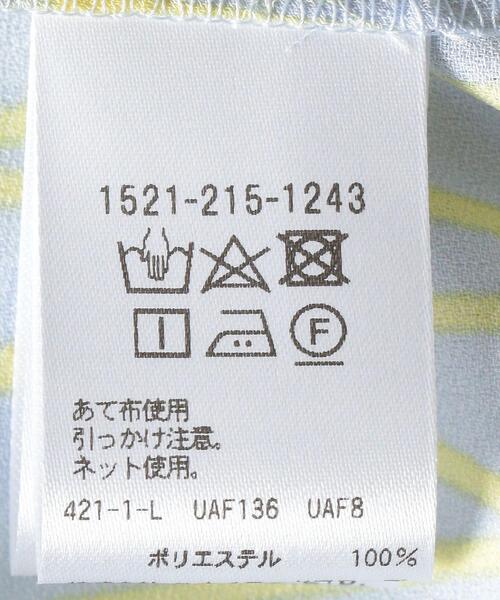 1521-215-1243
F
あて布使用
引っかけ注意。
ネット使用。
421-1-L UAF136 UAF8
ポリエステル 100%